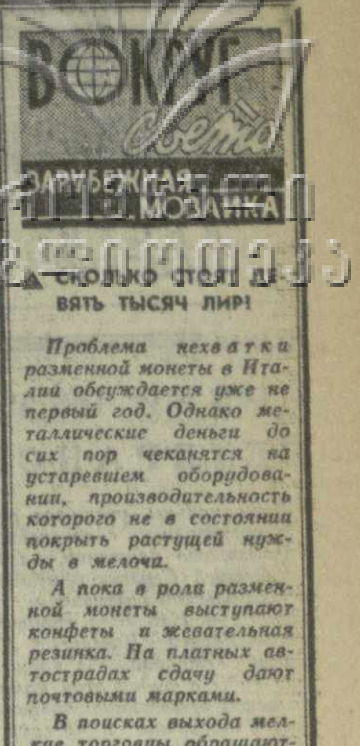 ВОКРУГ
света
ЗАРУБЕЖНАЯ
МОЗАИКА
СКОЛЬКО СТОЯТ ДЕ-
ВЯТЬ ТЫСЯЧ ЛИР!
Проблема нехватки
разменной монеты в Ита-
лии обсуждается уже не
первый год. Однако ме-
таллические деньги до
сих пор чеканятся на
устаревшем оборудова-
нии, производительность
которого не в состоянии
покрыть растущей нуж-
ды в мелочи.
А пока в роли размен-
ной монеты выступают
конфеты и жевательная
резинка. На платных ав-
тострадах сдачу дают
почтовыми марками.
В поисках выхода мел-
кие торговцы обращают-